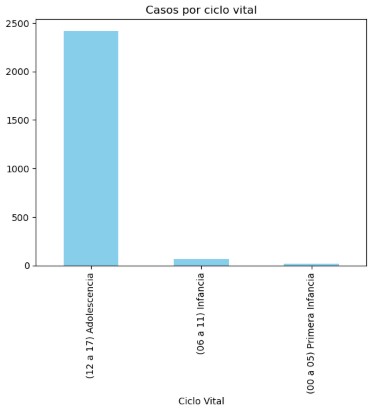 Casos por ciclo vital
2500
2000
1500
1000
500
0
(12 a 17) Adolescencia
(06 a 11) Infancia
(00 a 05) Primera Infancia
Ciclo Vital